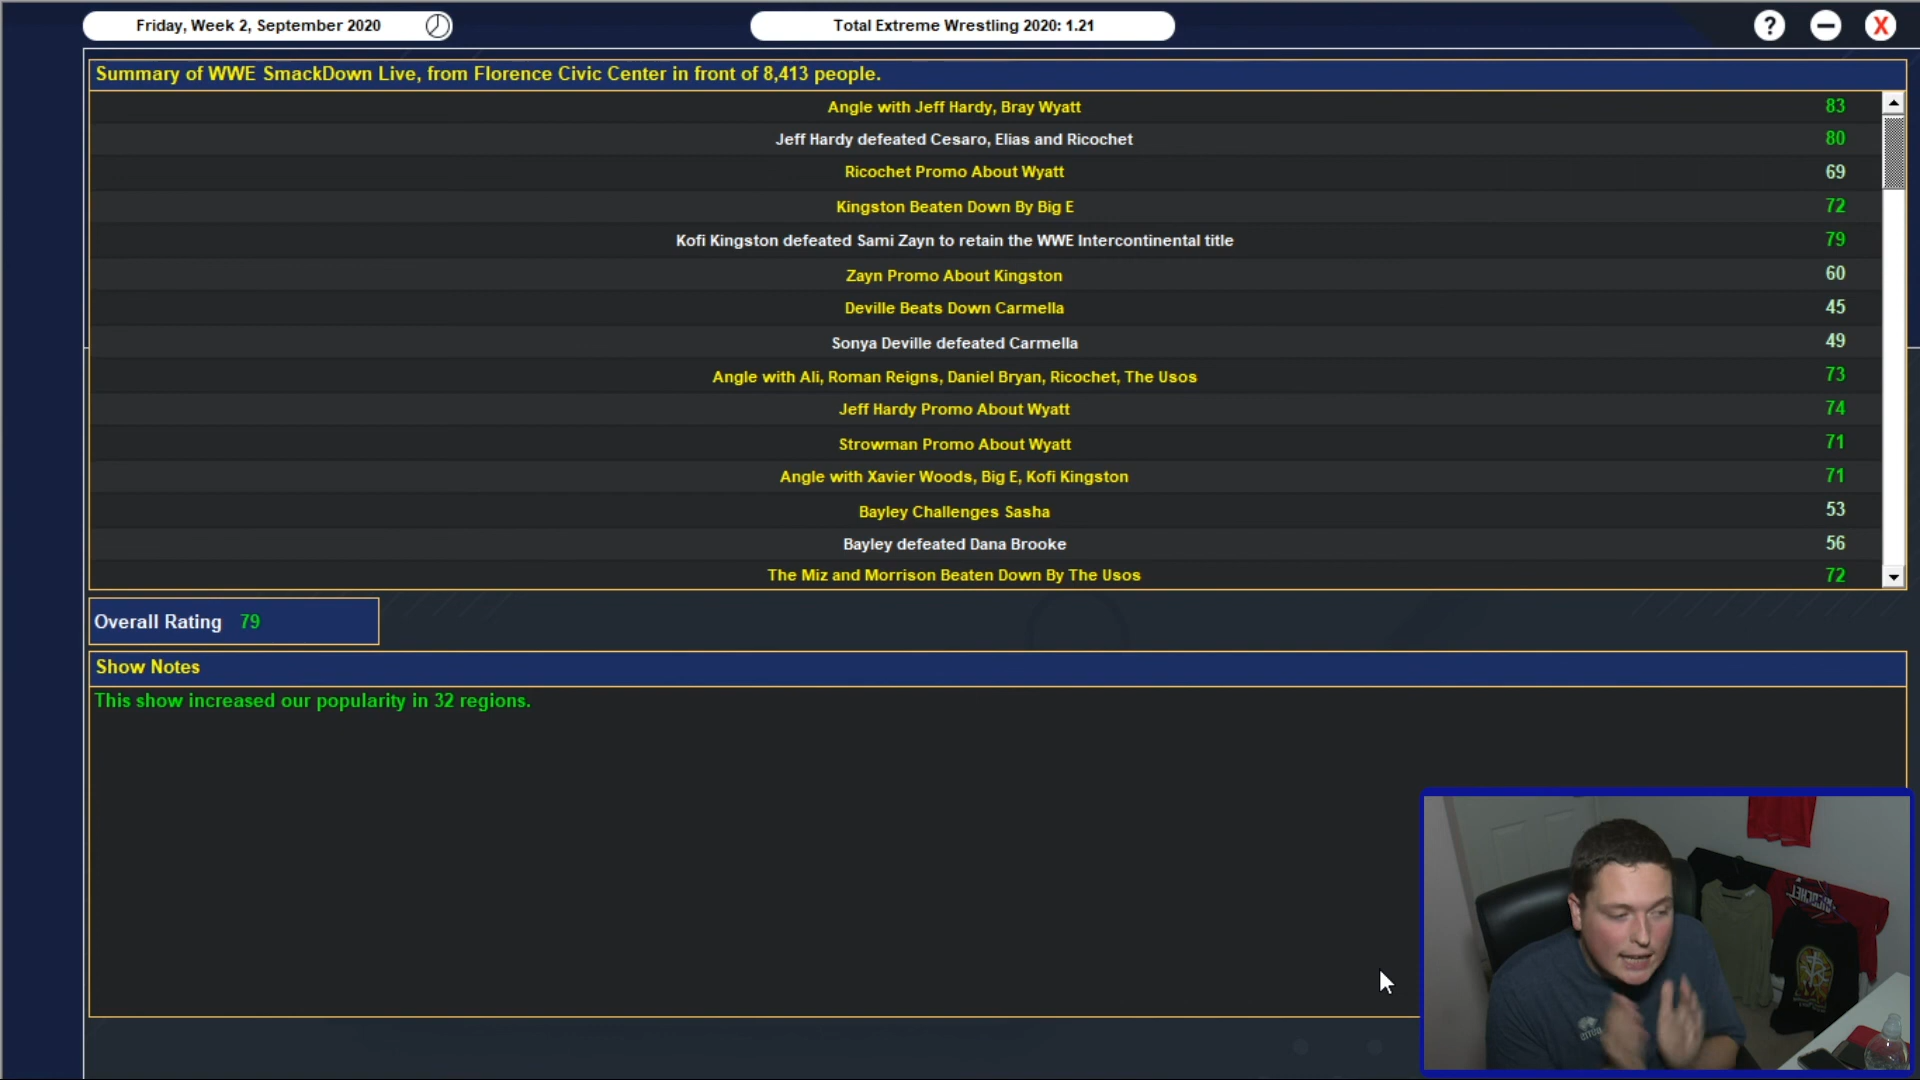 Friday, Week 2, September 2020
Total Extreme Wrestling 2020: 1.21
?
X
Summary of WWE SmackDown Live, from Florence Civic Center in front of 8,413 people.
Angle with Jeff Hardy, Bray Wyatt 83
Jeff Hardy defeated Cesaro, Elias and Ricochet 80
Ricochet Promo About Wyatt 69
Kingston Beaten Down By Big E 72
Kofi Kingston defeated Sami Zayn to retain the WWE Intercontinental title 79
Zayn Promo About Kingston 60
Deville Beats Down Carmella 45
Sonya Deville defeated Carmella 49
Angle with Ali, Roman Reigns, Daniel Bryan, Ricochet, The Usos 73
Jeff Hardy Promo About Wyatt 74
Strowman Promo About Wyatt 71
Angle with Xavier Woods, Big E, Kofi Kingston 71
Bayley Challenges Sasha 53
Bayley defeated Dana Brooke 56
The Miz and Morrison Beaten Down By The Usos 72
Overall Rating 79
Show Notes
This show increased our popularity in 32 regions.
RICOCHET